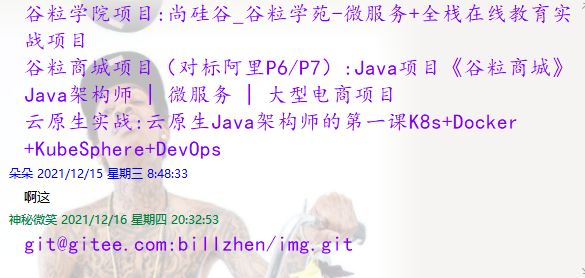 谷粒学院项目:尚硅谷_谷粒学苑-微服务+全栈在线教育实
战项目
谷粒商城项目（对标阿里P6/P7）:Java项目《谷粒商城》
Java架构师 | 微服务 | 大型电商项目
云原生实战:云原生Java架构师的第一课K8s+Docker
+KubeSphere+DevOps
朵朵 2021/12/15 星期三 8:48:33
啊这
神秘微笑 2021/12/16 星期四 20:32:53
git@gitee.com:billzhen/img.git